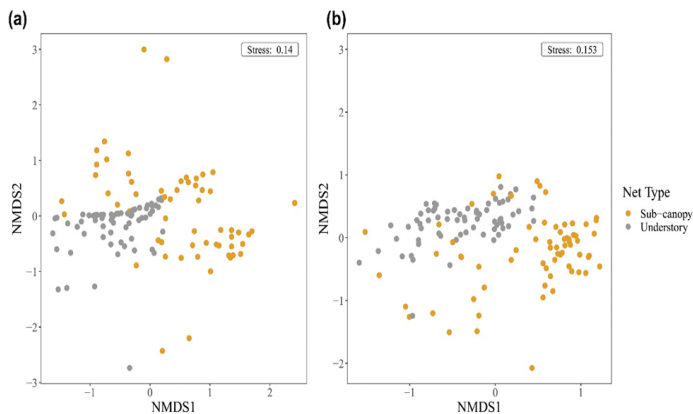 (a)
(b)
Stress: 0.14
Stress: 0.153
3
2
1
0
−1
−2
−3
NMDS2
−1
0
1
2
NMDS1
3
2
1
0
−1
−2
NMDS2
−1
0
1
NMDS1
Net Type
Sub−canopy
Understory